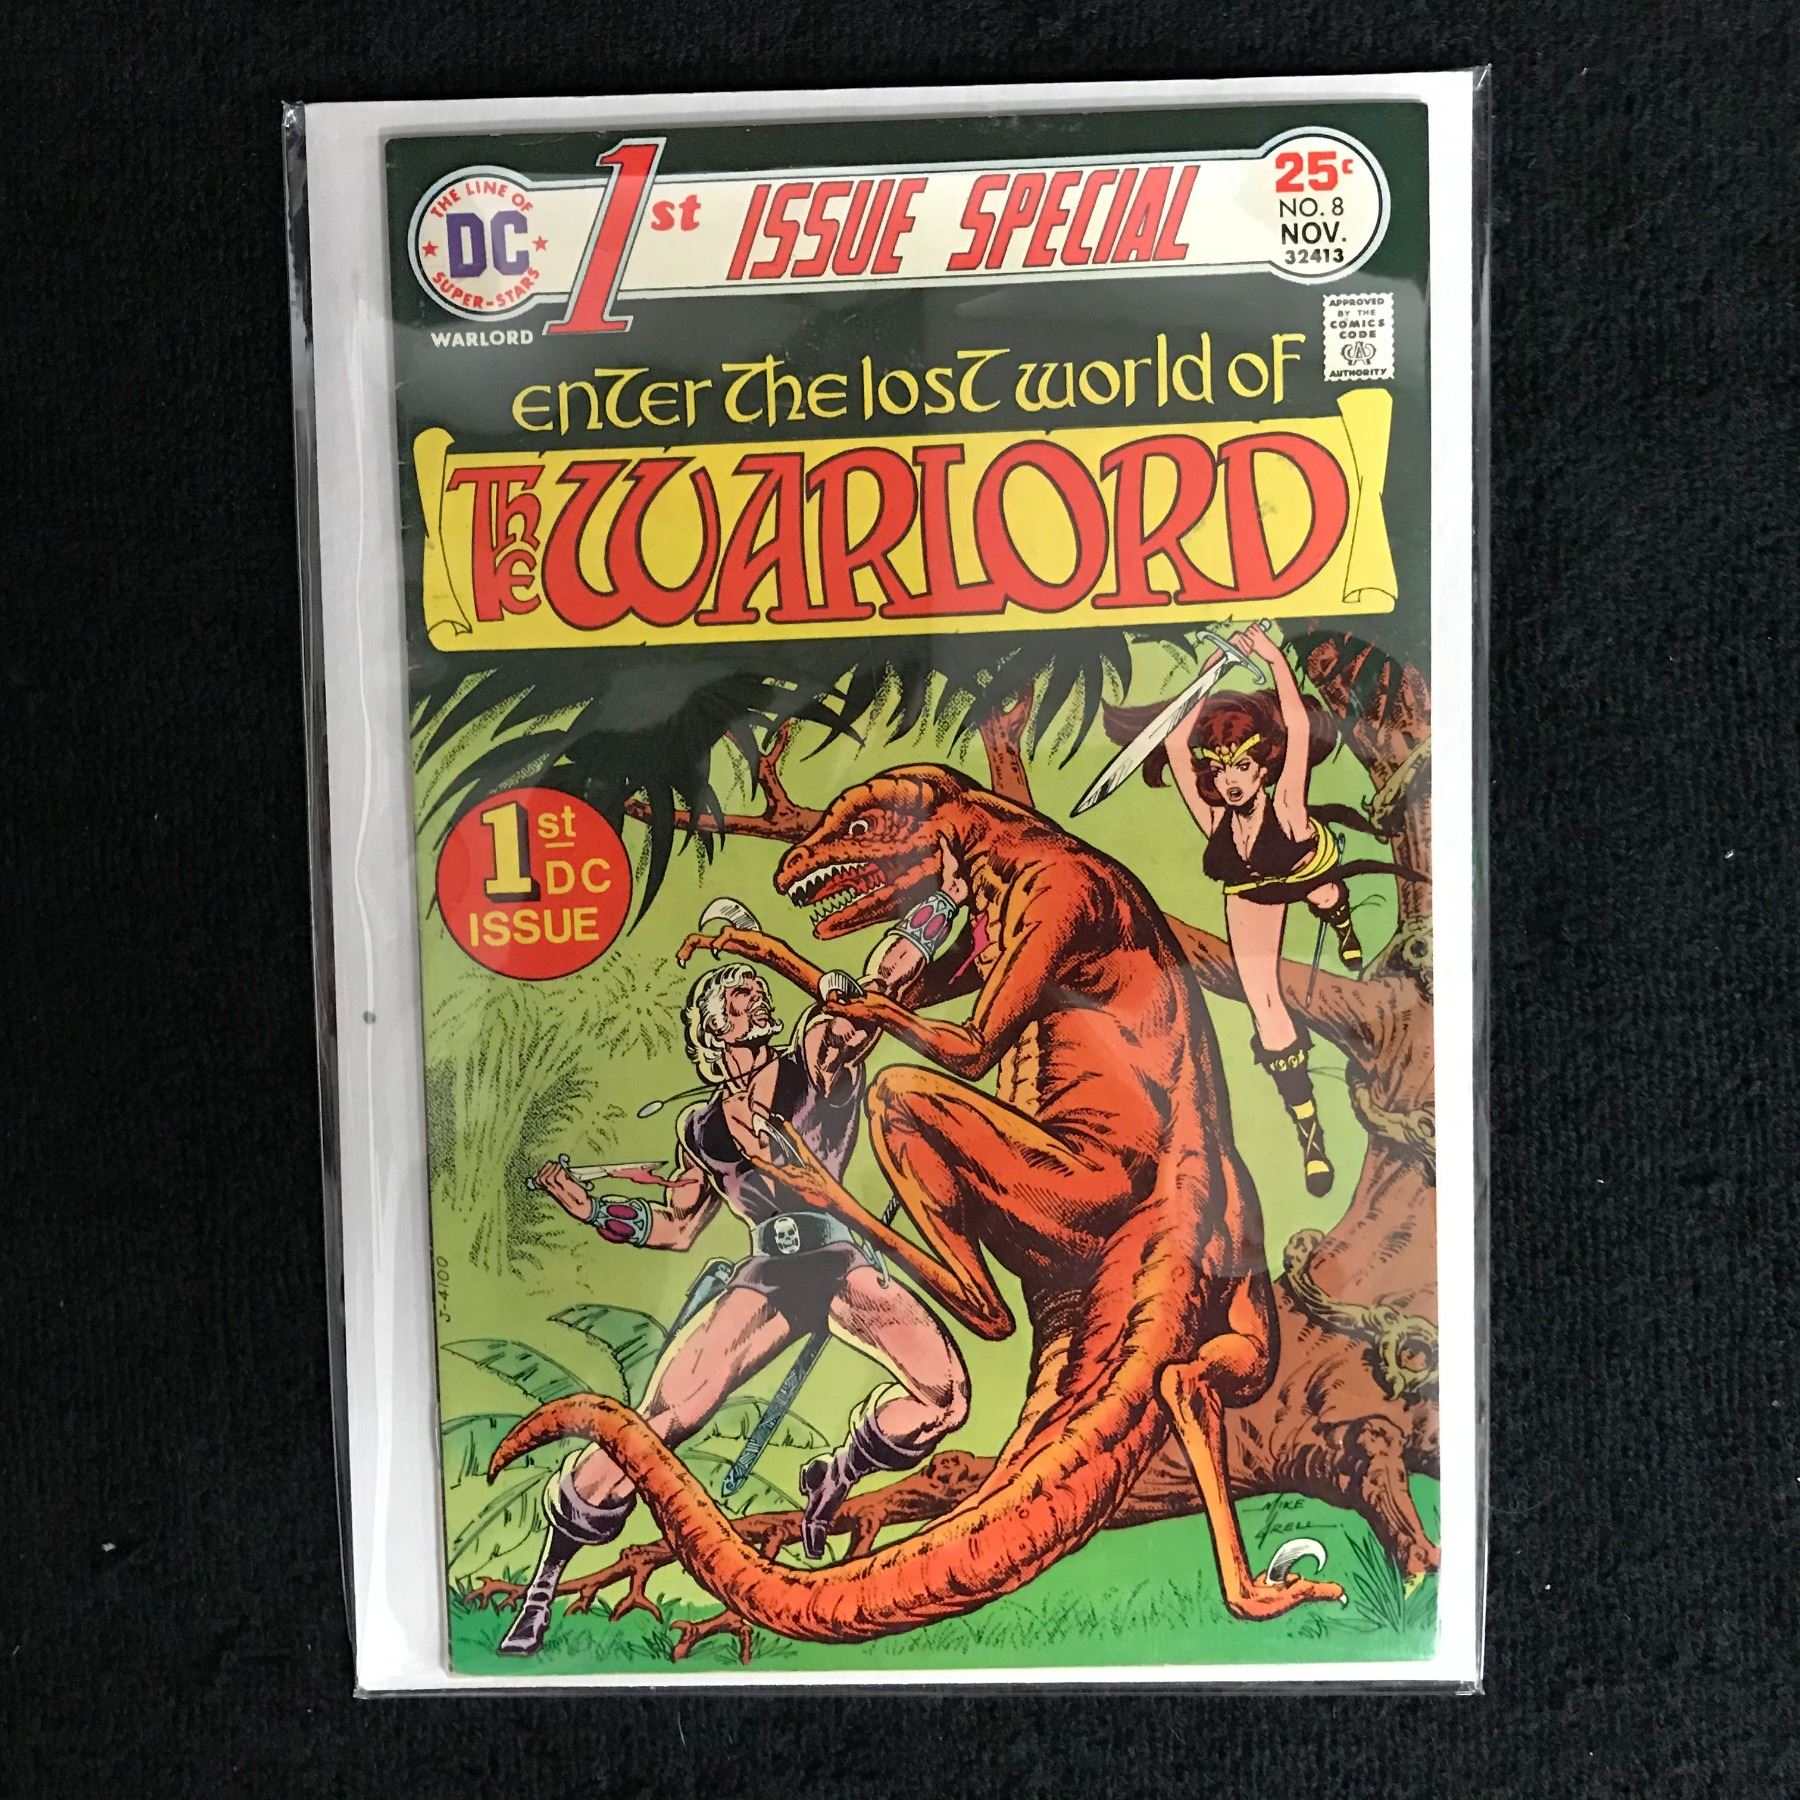 THE LINE OF
DC
SUPER-STARS
1st ISSUE SPECIAL
25¢
NO. 8
NOV.
32413
WARLORD
APPROVED
BY THE
COMICS
CODE
CA
AUTHORITY
enter the lost world of
The WARLORD
1st
DC
ISSUE
J-4100
MIKE
GRELL